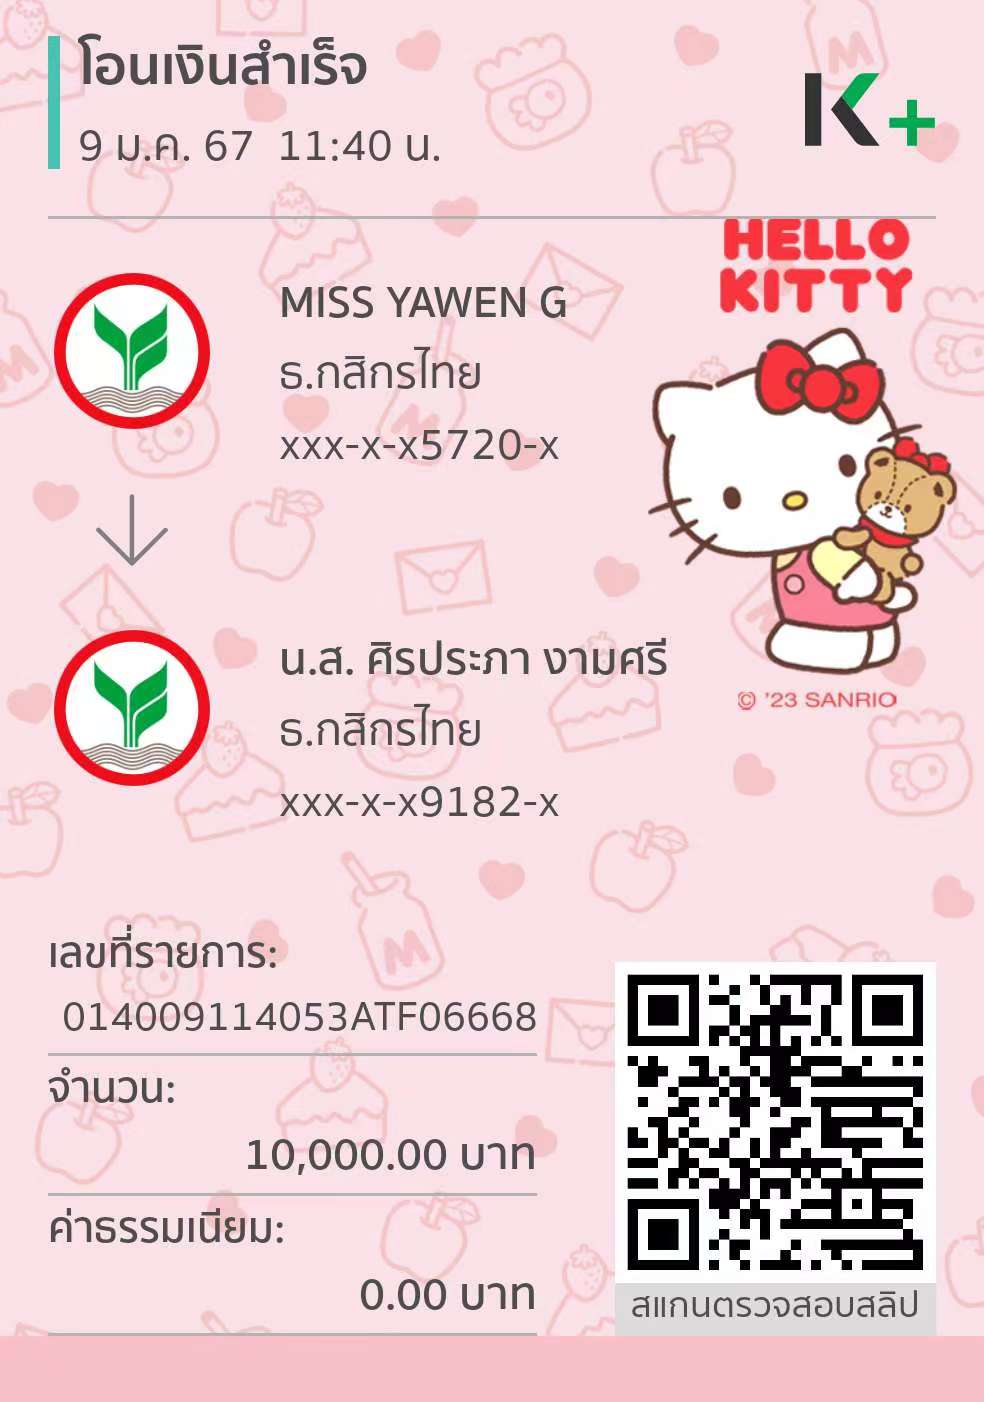 โอนเงินสำเร็จ
9 ม.ค. 67 11:40 น.
K+
HELLO
KITTY
MISS YAWEN G
ธ.กสิกรไทย
xxx-x-x5720-x
น.ส. ศิรประภา งามศรี
ธ.กสิกรไทย
xxx-x-x9182-x
© '23 SANRIO
เลขที่รายการ:
014009114053ATF06668
จำนวน:
10,000.00 บาท
ค่าธรรมเนียม:
0.00 บาท
สแกนตรวจสอบสลิป